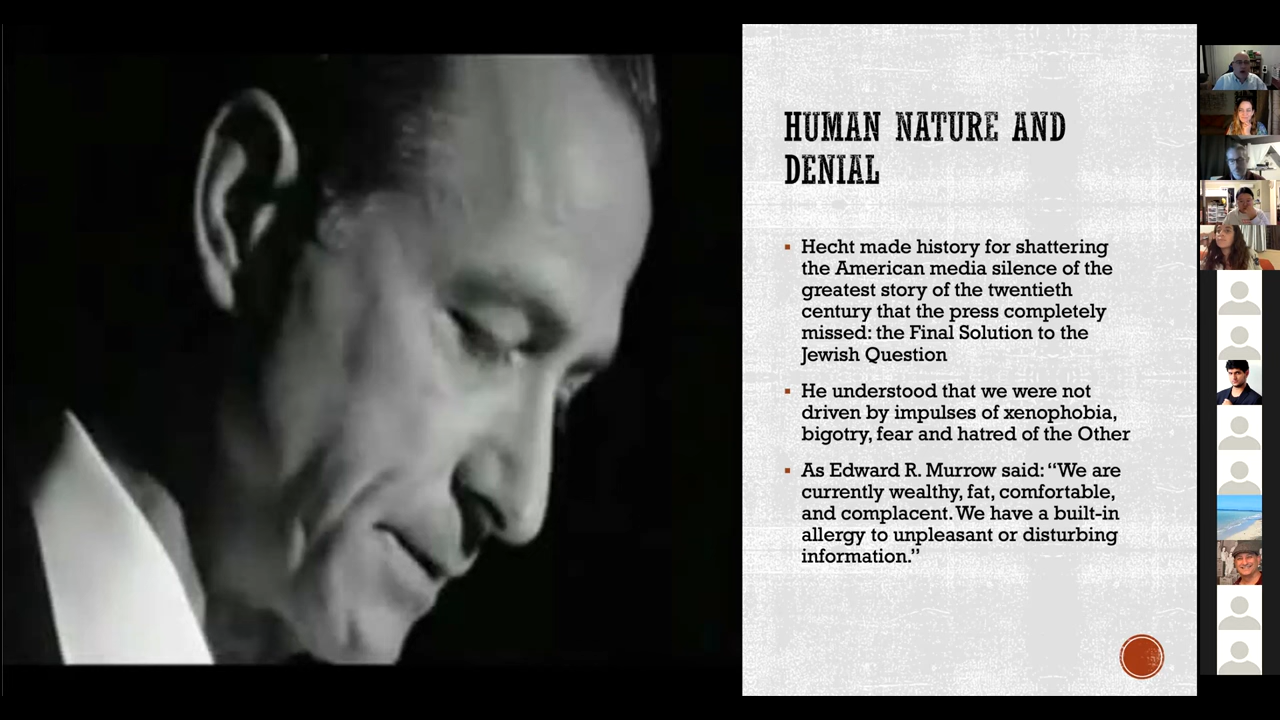 HUMAN NATURE AND
DENIAL
▪ Hecht made history for shattering
the American media silence of the
greatest story of the twentieth
century that the press completely
missed: the Final Solution to the
Jewish Question
▪ He understood that we were not
driven by impulses of xenophobia,
bigotry, fear and hatred of the Other
▪ As Edward R. Murrow said: “We are
currently wealthy, fat, comfortable,
and complacent. We have a built-in
allergy to unpleasant or disturbing
information.”